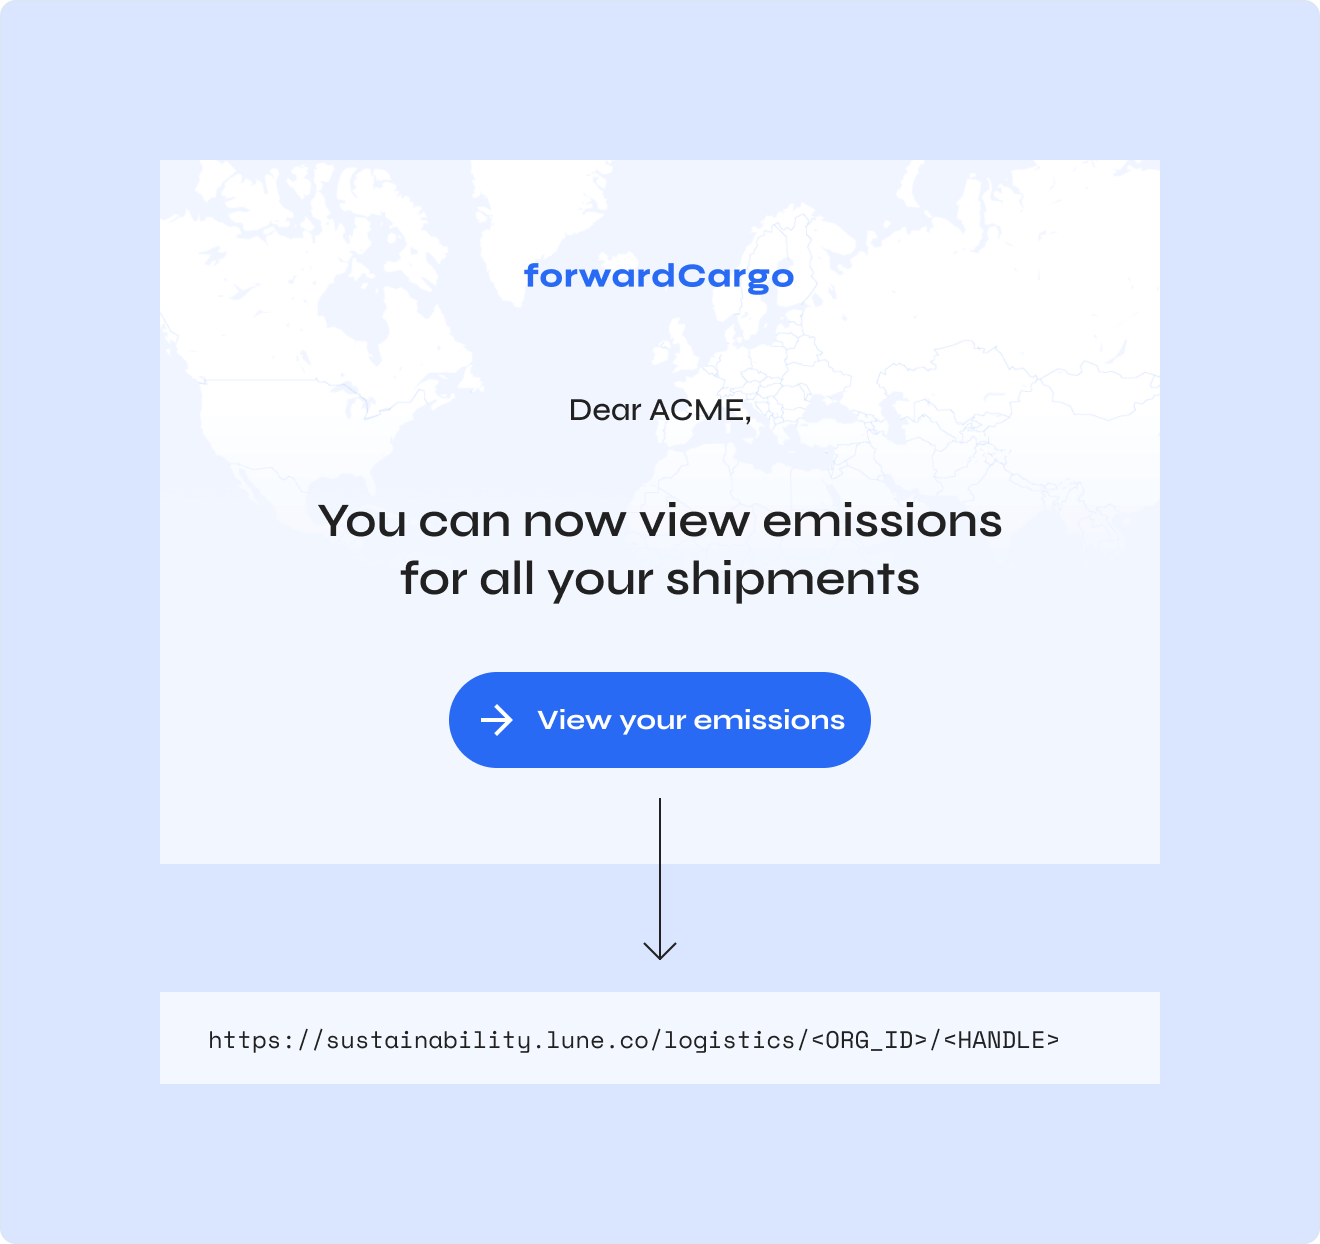 forwardCargo
Dear ACME,
You can now view emissions
for all your shipments
View your emissions
https://sustainability.lune.co/logistics/<ORG_ID>/<HANDLE>